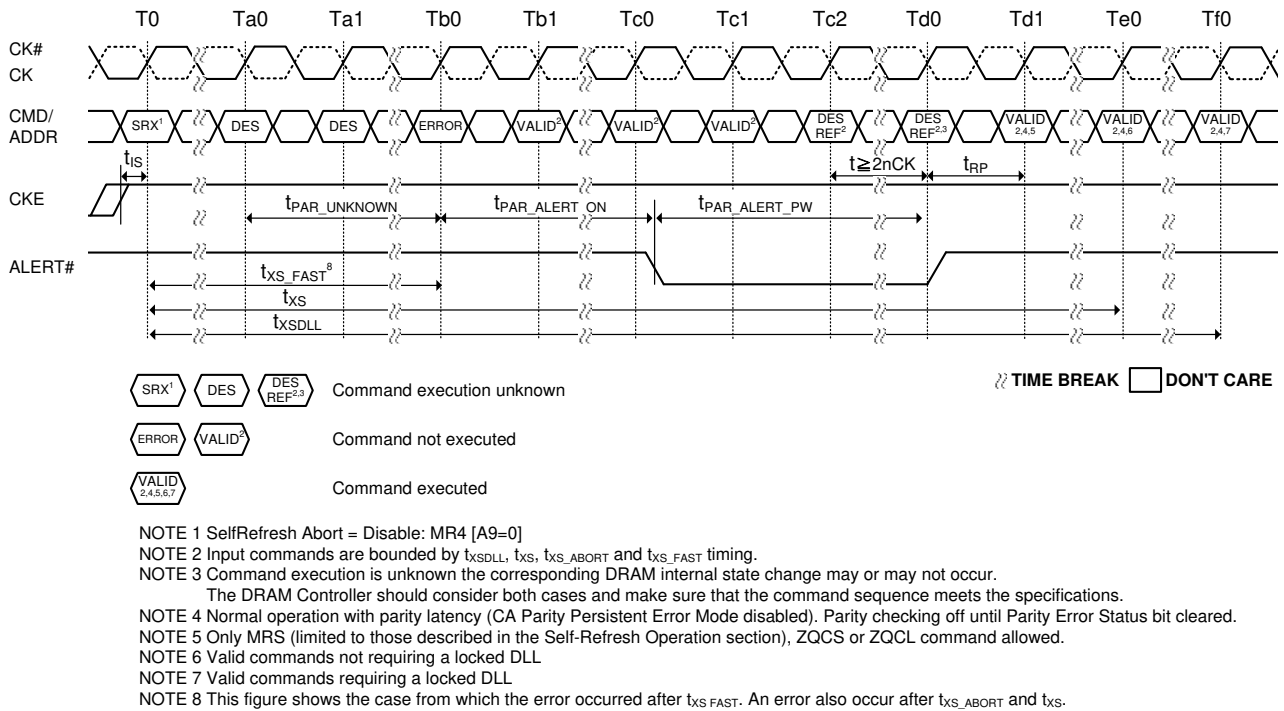 T0 Ta0 Ta1 Tb0 Tb1 Tc0 Tc1 Tc2 Td0 Td1 Te0 Tf0
CK#
CK
CMD/
ADDR
SRX1 DES DES ERROR VALID2 VALID2 VALID2 DES REF2 DES REF2,3 VALID 2,4,5 VALID 2,4,6 VALID 2,4,7
tIS
t≧2nCK tRP
CKE
tPAR_UNKNOWN tPAR_ALERT_ON tPAR_ALERT_PW
ALERT#
tXS_FAST8
tXS
tXSDLL
TIME BREAK DON'T CARE
SRX1 DES DES REF2,3 Command execution unknown
ERROR VALID2 Command not executed
VALID 2,4,5,6,7 Command executed
NOTE 1 SelfRefresh Abort = Disable: MR4 [A9=0]
NOTE 2 Input commands are bounded by tXSDLL, tXS, tXS_ABORT and tXS_FAST timing.
NOTE 3 Command execution is unknown the corresponding DRAM internal state change may or may not occur.
The DRAM Controller should consider both cases and make sure that the command sequence meets the specifications.
NOTE 4 Normal operation with parity latency (CA Parity Persistent Error Mode disabled). Parity checking off until Parity Error Status bit cleared.
NOTE 5 Only MRS (limited to those described in the Self-Refresh Operation section), ZQCS or ZQCL command allowed.
NOTE 6 Valid commands not requiring a locked DLL
NOTE 7 Valid commands requiring a locked DLL
NOTE 8 This figure shows the case from which the error occurred after tXS FAST. An error also occur after tXS_ABORT and tXS.